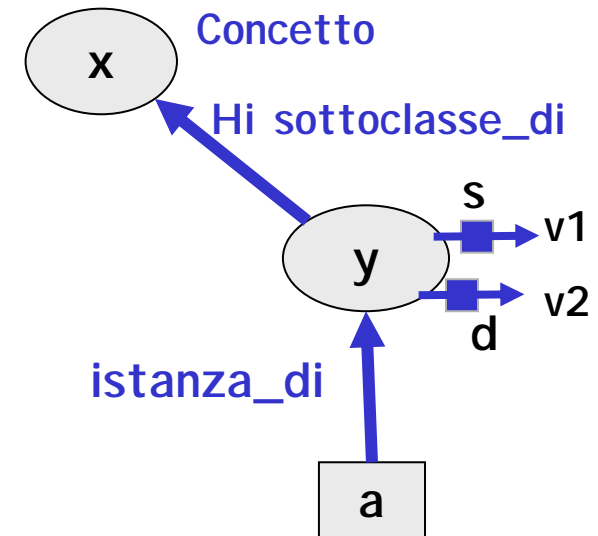 Concetto
x
Hi sottoclasse_di
s
v1
y
v2
d
istanza_di
a